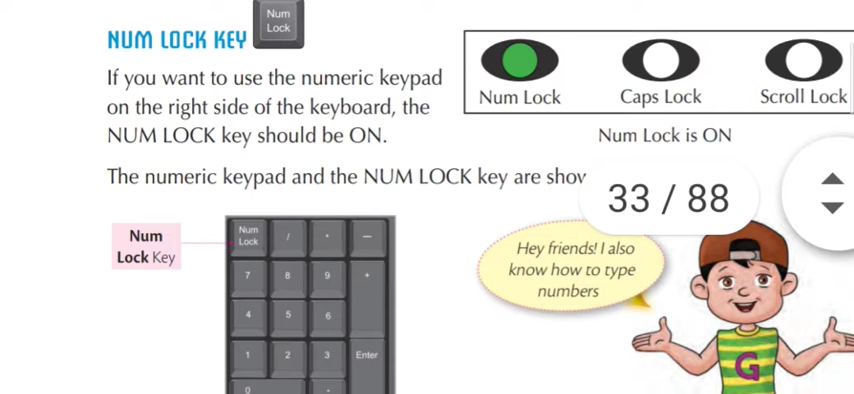 Num
Lock
NUM LOCK KEY
If you want to use the numeric keypad
on the right side of the keyboard, the
NUM LOCK key should be ON.
Num Lock
Caps Lock
Scroll Lock
Num Lock is ON
The numeric keypad and the NUM LOCK key are
33 / 88
Num
Lock Key
Num
Lock
/
*
—
7
8
9
+
4
5
6
1
2
3
Enter
0
.
Hey friends! I also
know how to type
numbers
G